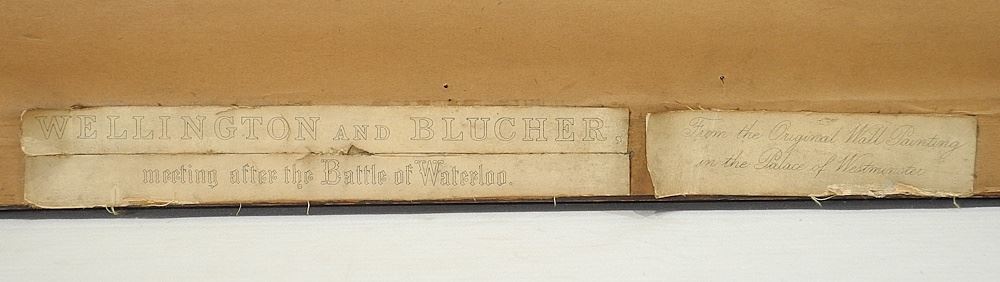 WELLINGTON AND BLUCHER,
meeting after the Battle of Waterloo.
From the Original Wall Painting
in the Palace of Westminster